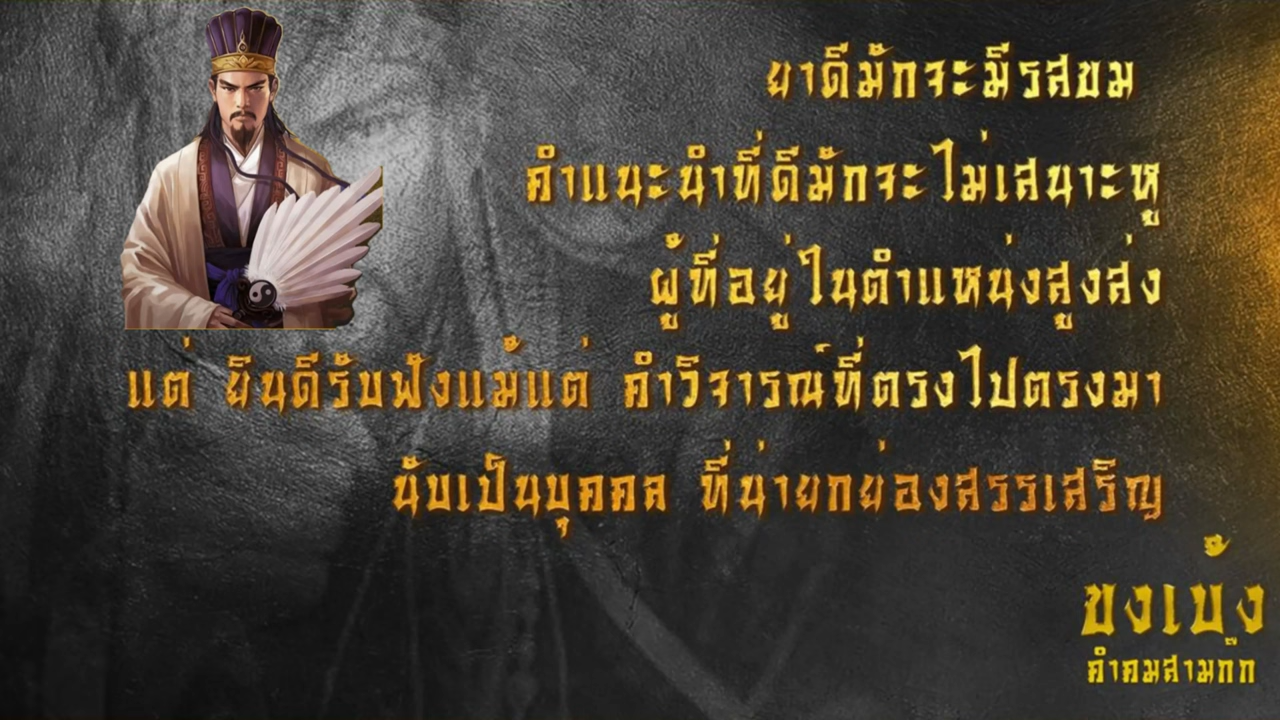 ยาดีมักจะมีรสขม
คำแนะนำที่ดีมักจะไม่เสนาะหู
ผู้ที่อยู่ในตำแหน่งสูงส่ง
แต่ ยินดีรับฟังแม้แต่ คำวิจารณ์ที่ตรงไปตรงมา
นับเป็นบุคคล ที่น่ายกย่องสรรเสริญ
ขงเบ้ง
คำคมสามก๊ก